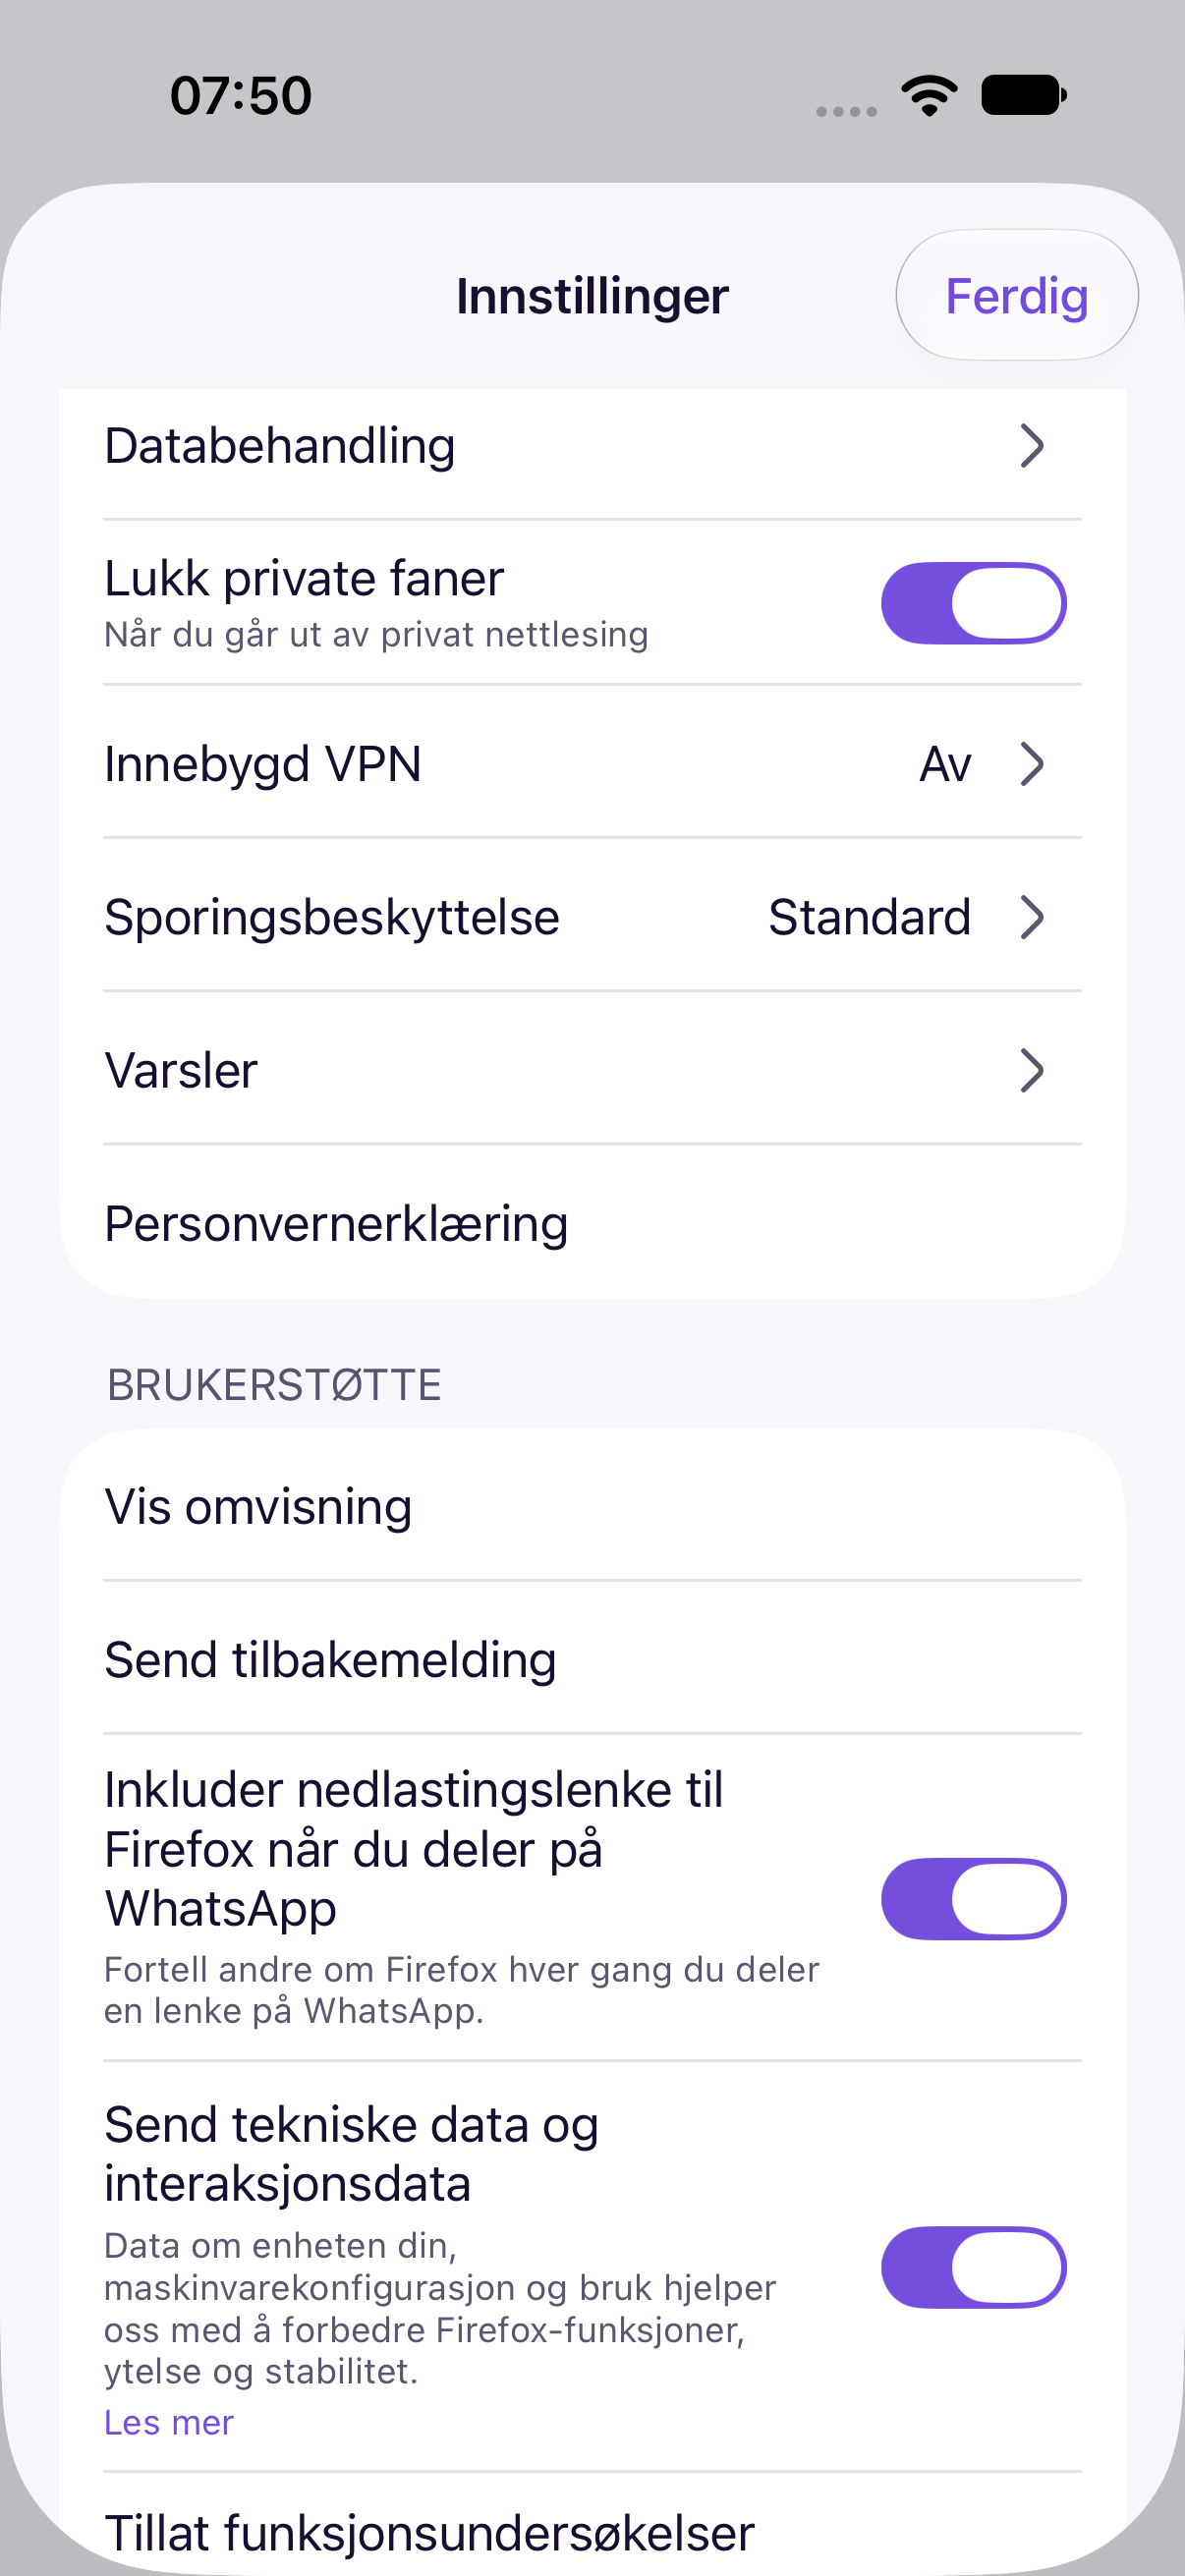 07:50
Innstillinger
Ferdig
Databehandling
Lukk private faner
Når du går ut av privat nettlesing
Innebygd VPN
Av
Sporingsbeskyttelse
Standard
Varsler
Personvernerklæring
BRUKERSTØTTE
Vis omvisning
Send tilbakemelding
Inkluder nedlastingslenke til
Firefox når du deler på
WhatsApp
Fortell andre om Firefox hver gang du deler
en lenke på WhatsApp.
Send tekniske data og
interaksjonsdata
Data om enheten din,
maskinvarekonfigurasjon og bruk hjelper
oss med å forbedre Firefox-funksjoner,
ytelse og stabilitet.
Les mer
Tillat funksjonsundersøkelser